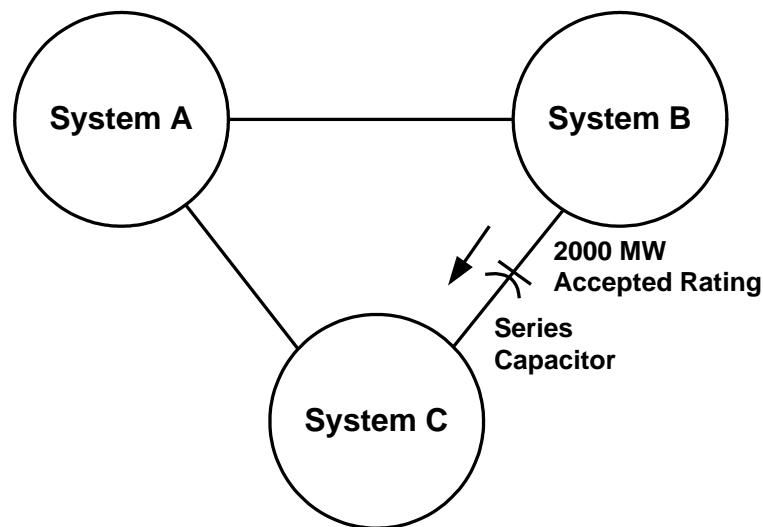 System A
System B
2000 MW
Accepted Rating
Series
Capacitor
System C